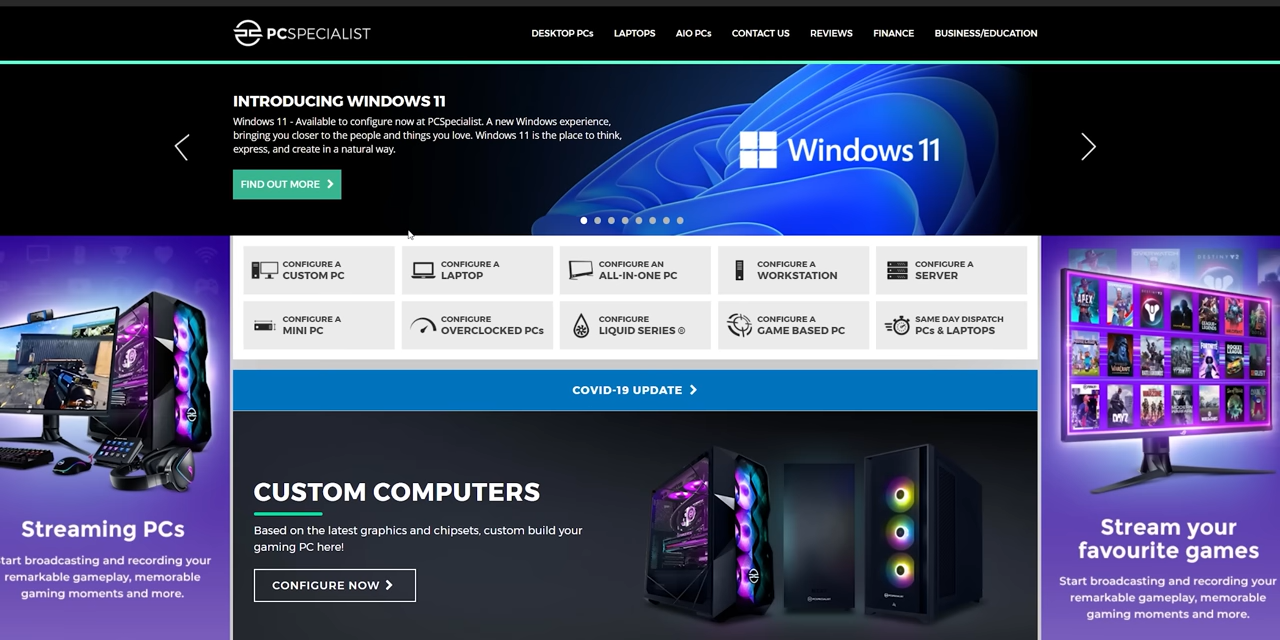 PCSPECIALIST
DESKTOP PCs
LAPTOPS
AIO PCs
CONTACT US
REVIEWS
FINANCE
BUSINESS/EDUCATION
INTRODUCING WINDOWS 11
Windows 11 - Available to configure now at PCSpecialist. A new Windows experience,
bringing you closer to the people and things you love. Windows 11 is the place to think,
express, and create in a natural way.
FIND OUT MORE
Windows 11
CONFIGURE A
CUSTOM PC
CONFIGURE A
LAPTOP
CONFIGURE AN
ALL-IN-ONE PC
CONFIGURE A
WORKSTATION
CONFIGURE A
SERVER
CONFIGURE A
MINI PC
CONFIGURE
OVERCLOCKED PCs
CONFIGURE
LIQUID SERIES ®
CONFIGURE A
GAME BASED PC
SAME DAY DISPATCH
PCs & LAPTOPS
COVID-19 UPDATE
CUSTOM COMPUTERS
Based on the latest graphics and chipsets, custom build your
gaming PC here!
CONFIGURE NOW
Streaming PCs
tart broadcasting and recording your
remarkable gameplay, memorable
gaming moments and more.
DESTINY 2
APEX
Stream your
favourite games
Start broadcasting and recording your
remarkable gameplay, memorable
gaming moments and more.